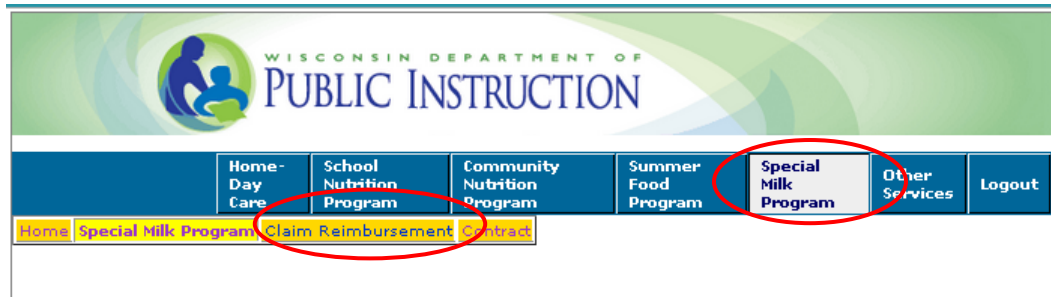 WISCONSIN DEPARTMENT OF
PUBLIC INSTRUCTION
Home-
Day
Care
School
Nutrition
Program
Community
Nutrition
Program
Summer
Food
Program
Special
Milk
Program
Other
Services
Logout
Home Special Milk Program Claim Reimbursement Contract